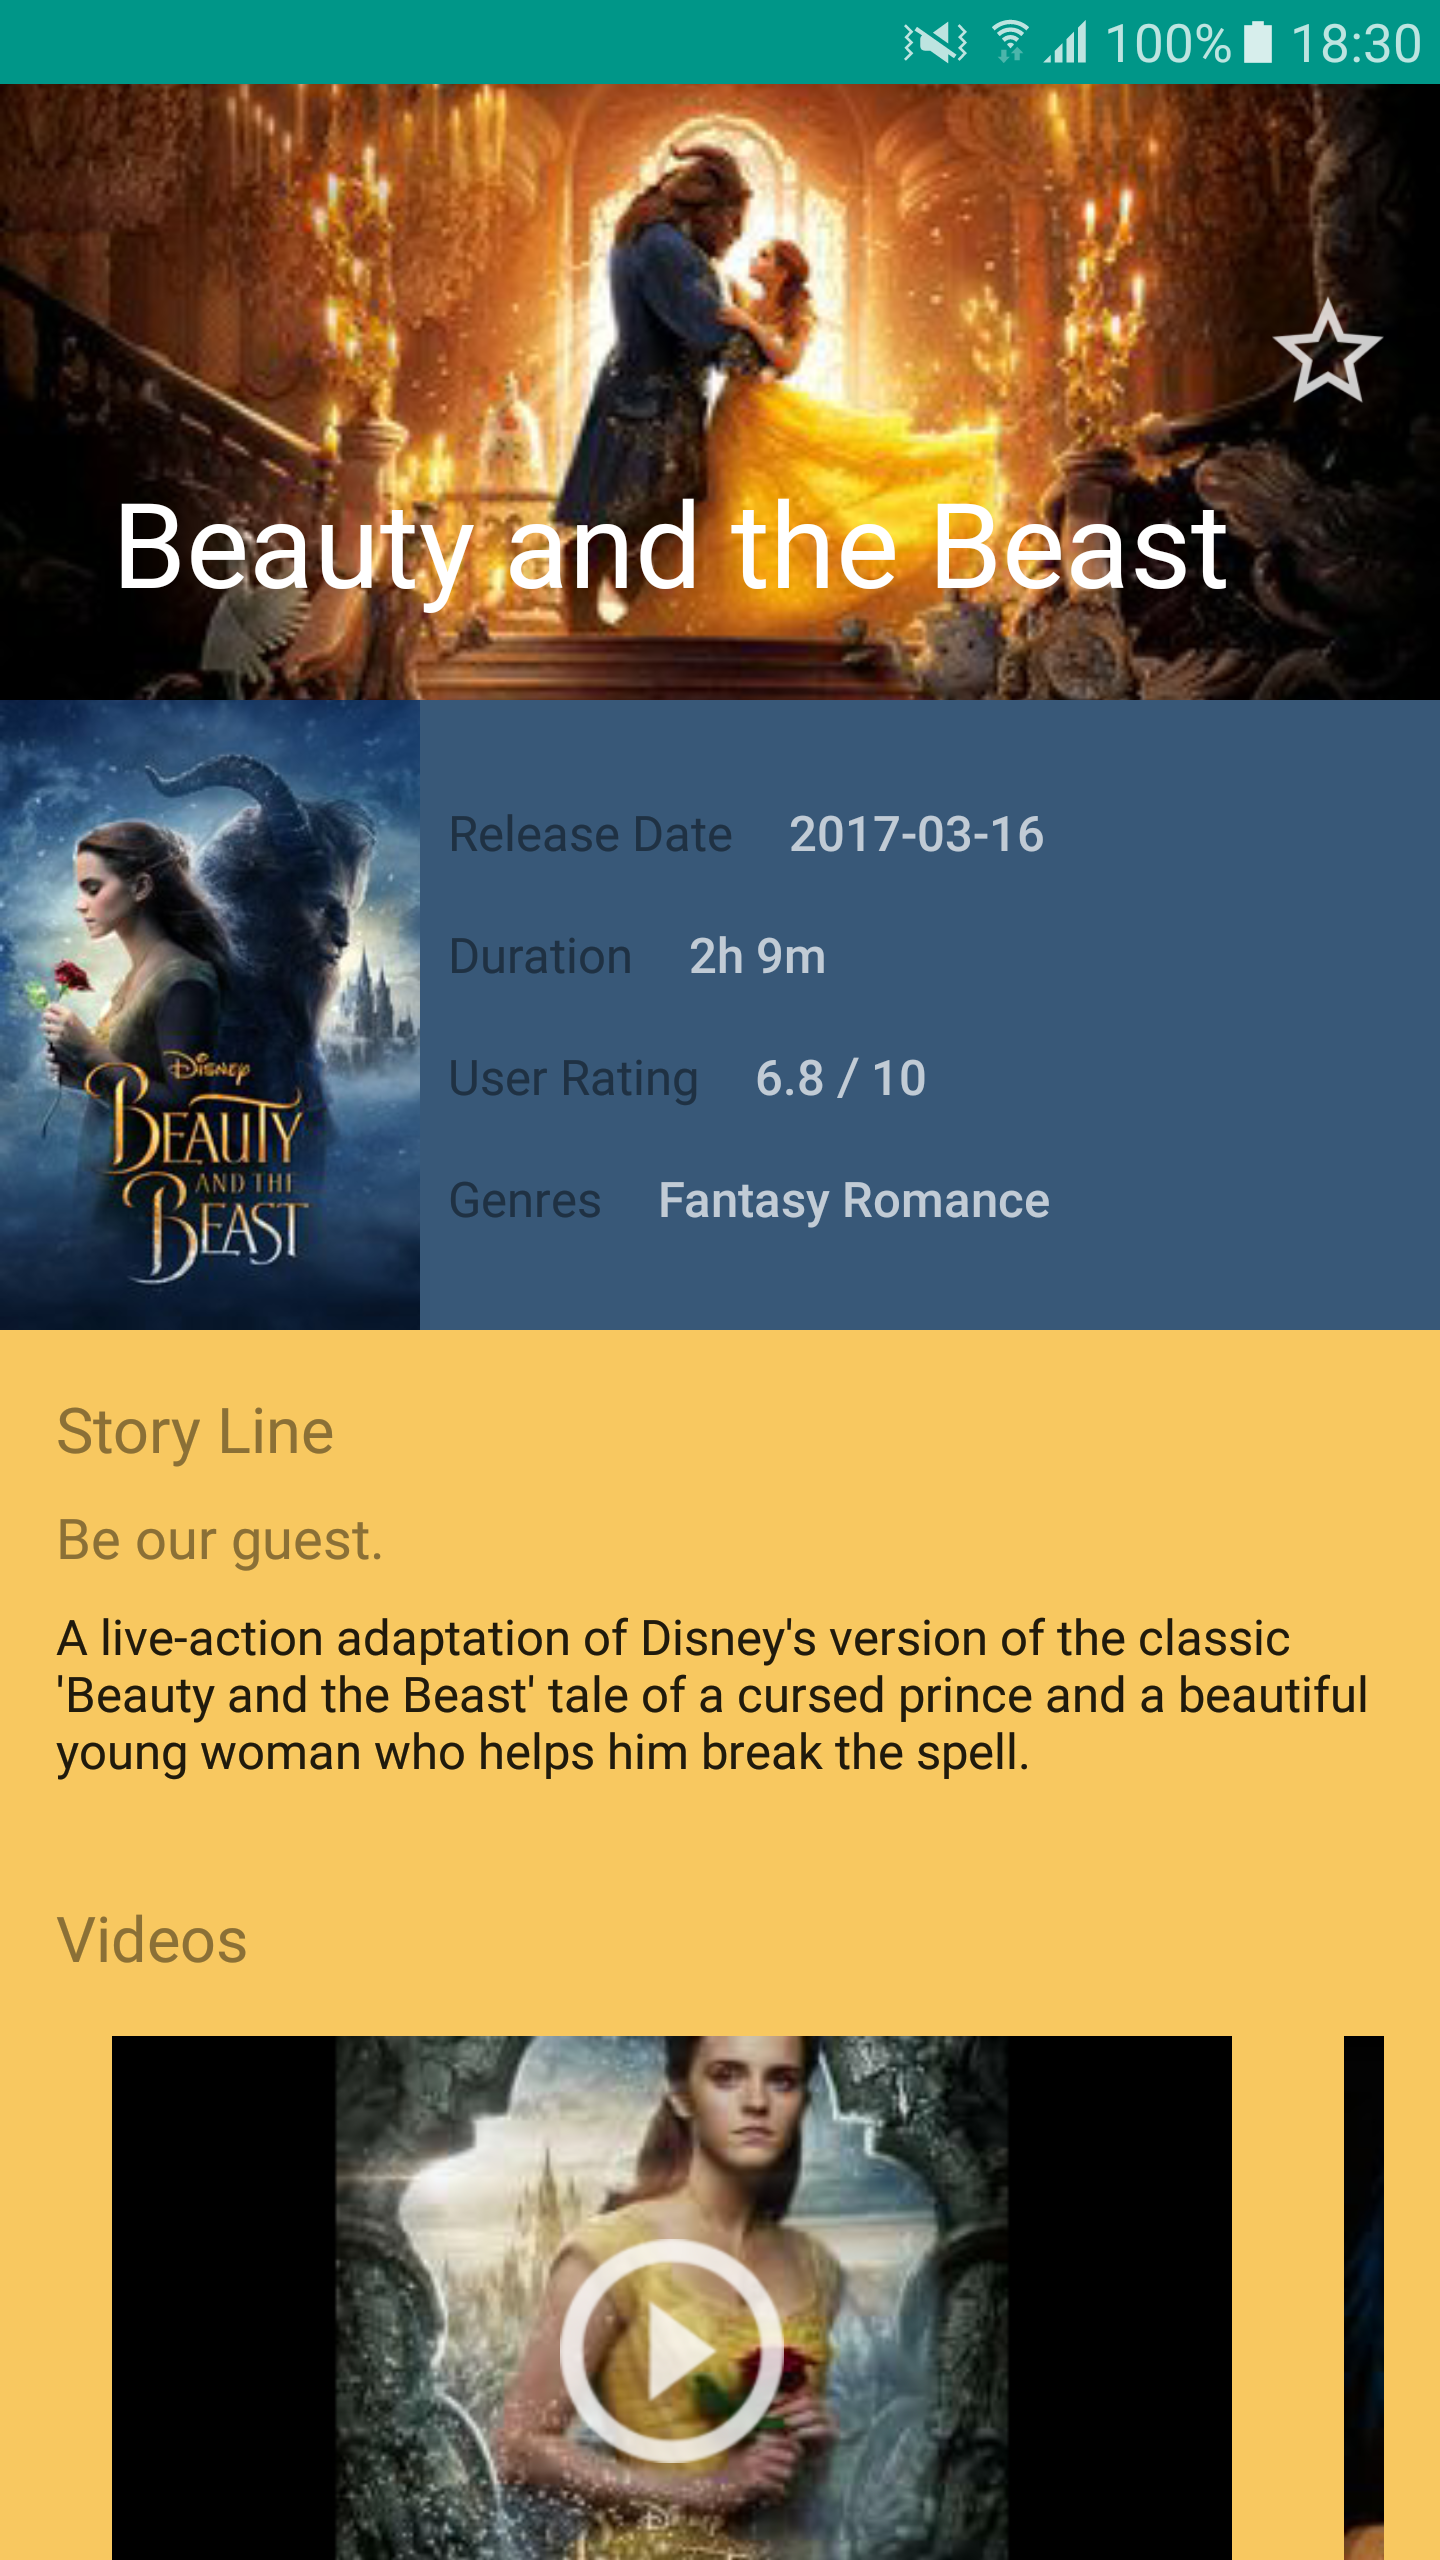 100% 18:30
Beauty and the Beast
Release Date 2017-03-16
Duration 2h 9m
User Rating 6.8 / 10
Genres Fantasy Romance
Disney
BEAUTY
AND THE
BEAST
Story Line
Be our guest.
A live-action adaptation of Disney's version of the classic
'Beauty and the Beast' tale of a cursed prince and a beautiful
young woman who helps him break the spell.
Videos
Disney